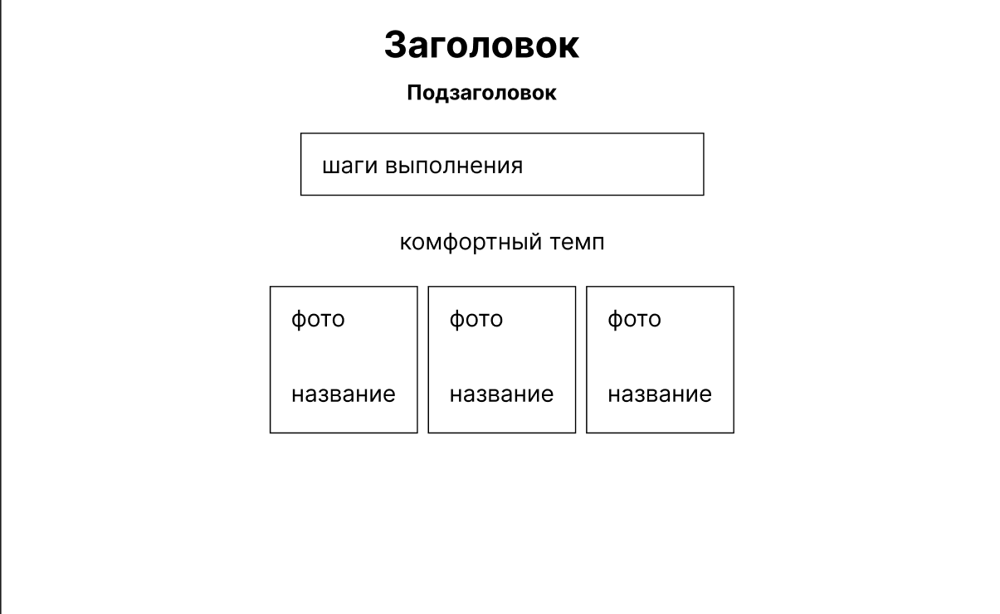 Заголовок
Подзаголовок
шаги выполнения
комфортный темп
фото фото фото
название название название